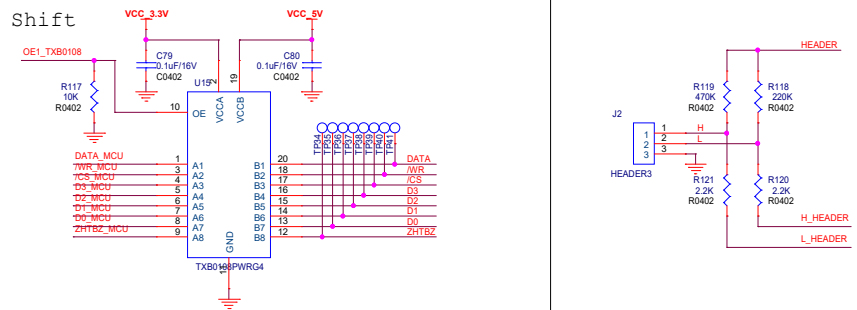 Shift
VCC_3.3V
VCC_5V
OE1_TXB0108
C79
0.1uF/16V
C0402
C80
0.1uF/16V
C0402
R117
10K
R0402
U15
2
19
VCCA
VCCB
10
OE
TP34
TP35
TP36
TP37
TP38
TP39
TP40
TP41
DATA_MCU 1 A1 B1 20 DATA
/WR_MCU 3 A2 B2 18 /WR
/CS_MCU 4 A3 B3 17 /CS
D3_MCU 5 A4 B4 16 D3
D2_MCU 6 A5 B5 15 D2
D1_MCU 7 A6 B6 14 D1
D0_MCU 8 A7 B7 13 D0
ZHTBZ_MCU 9 A8 B8 12 ZHTBZ
GND
11
TXB0108PWRG4
HEADER
R119
470K
R0402
R118
220K
R0402
J2
1 1 H
2 2 L
3 3
HEADER3
R121
2.2K
R0402
R120
2.2K
R0402
H_HEADER
L_HEADER